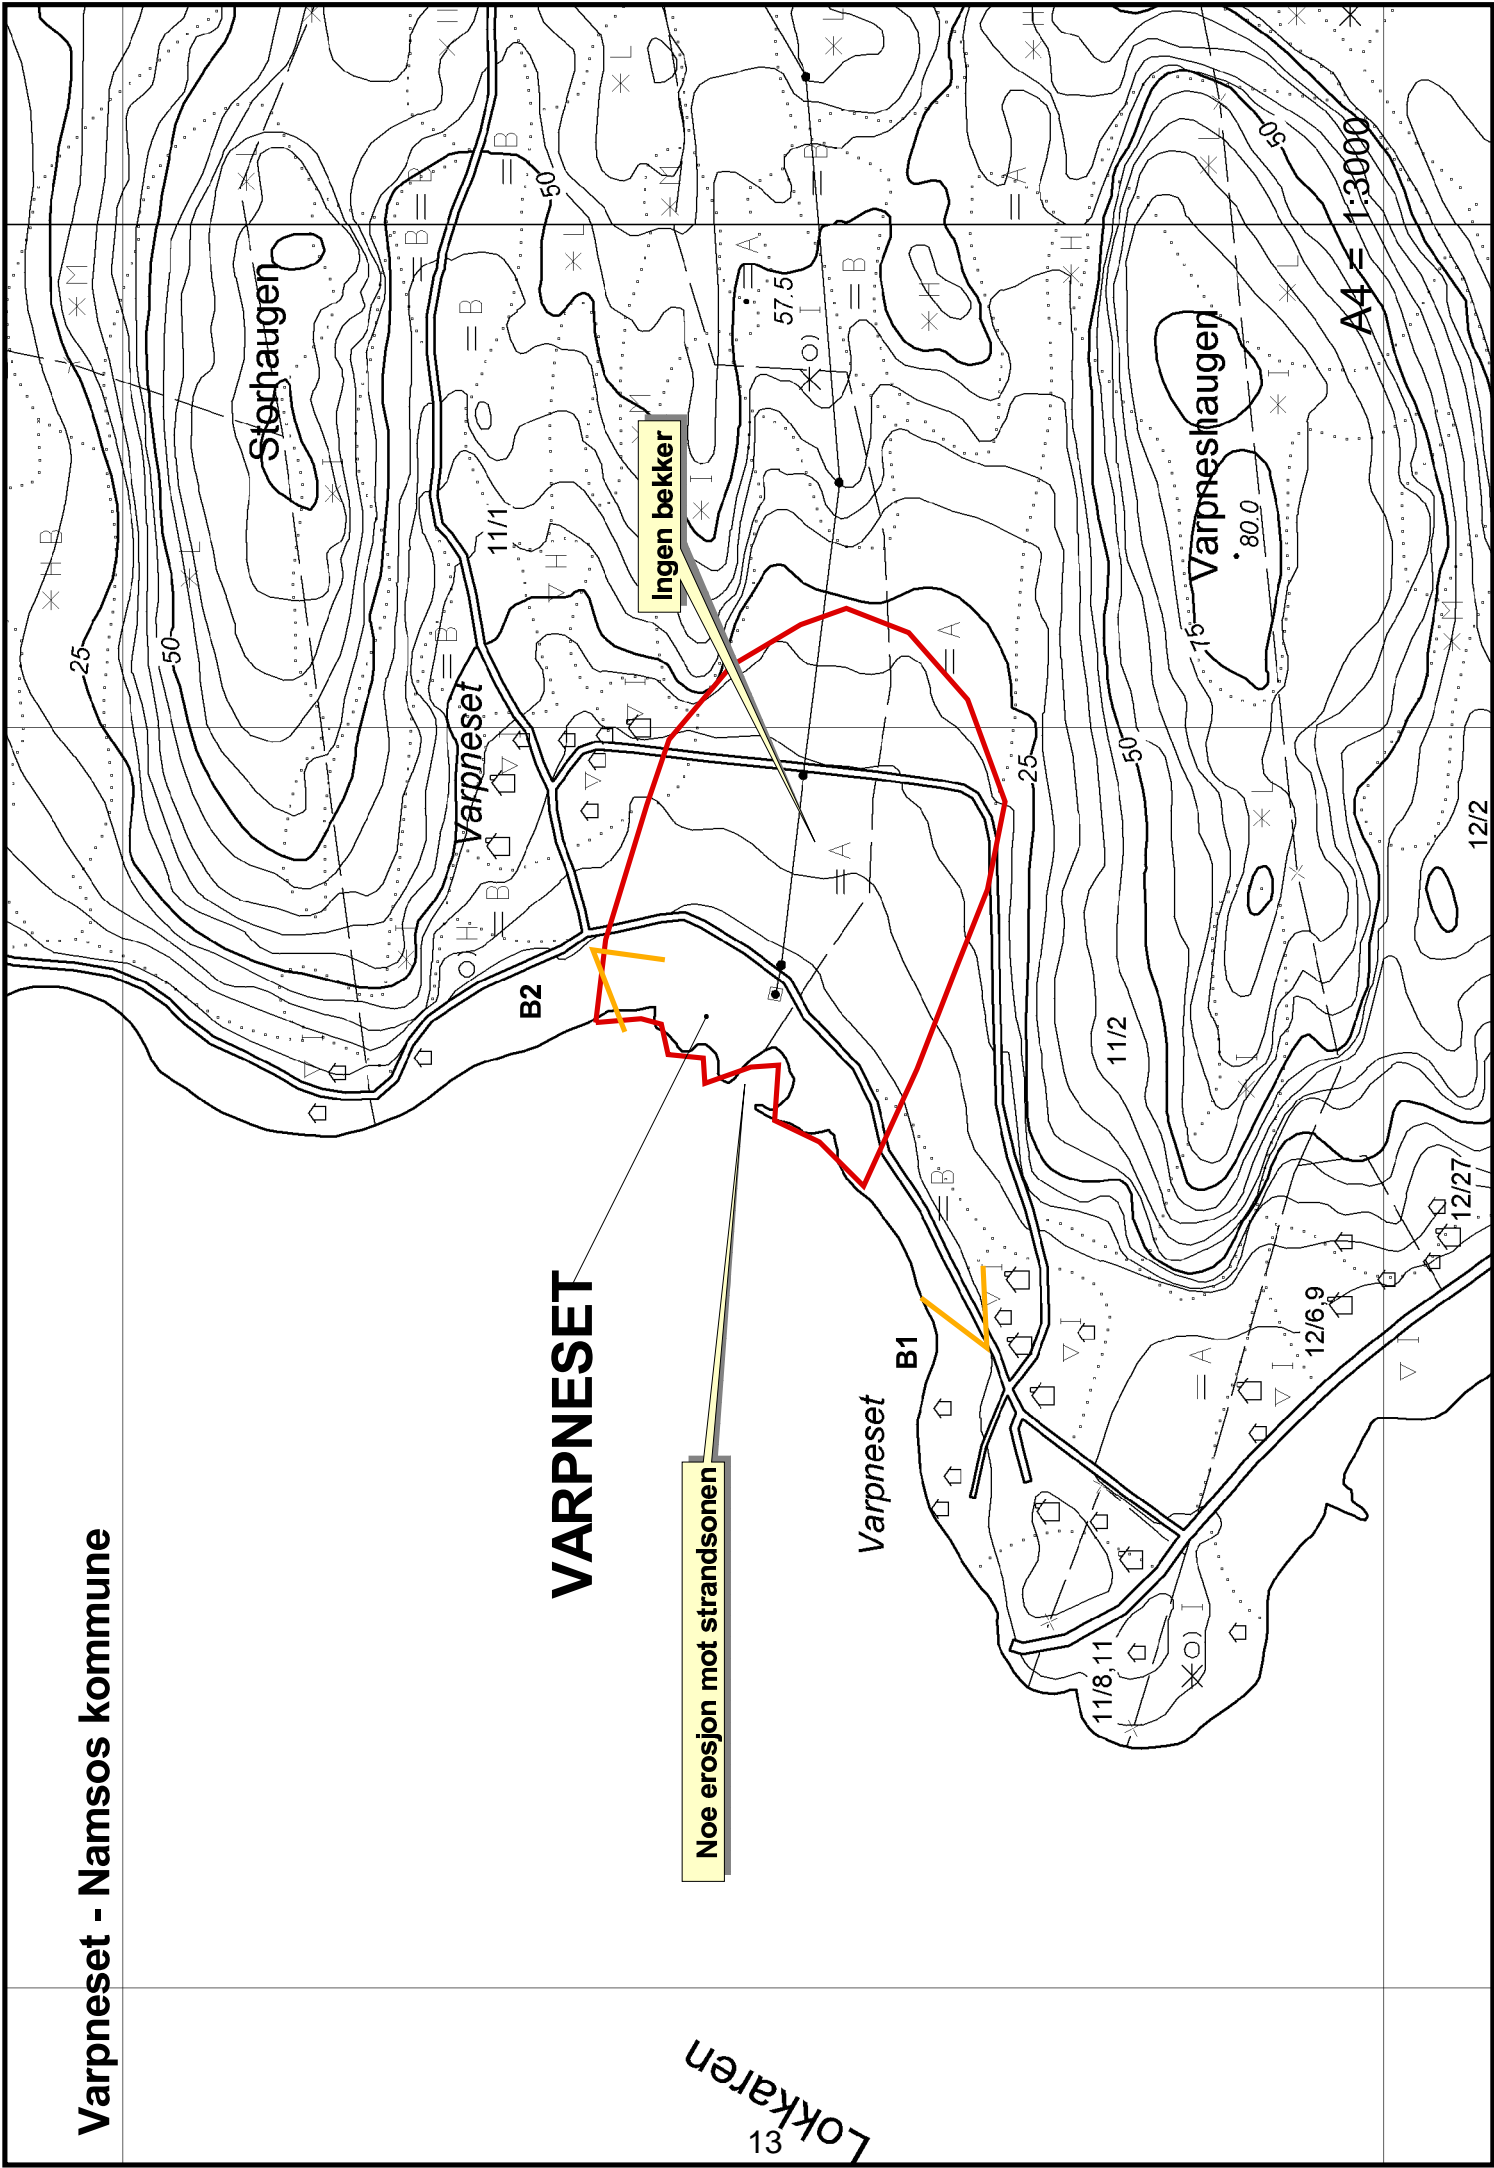 Varpneset - Namsos kommune
Storhaugen
25
50
50
11/1
Varpneset
B2
VARPNESET
Ingen bekker
Noe erosjon mot strandsonen
57.5
B1
Varpneset
25
50
75
Varpneshaugen
80.0
50
A4 = 1:3000
11/2
11/8,11
12/6,9
12/27
12/2
Lokkaren
13